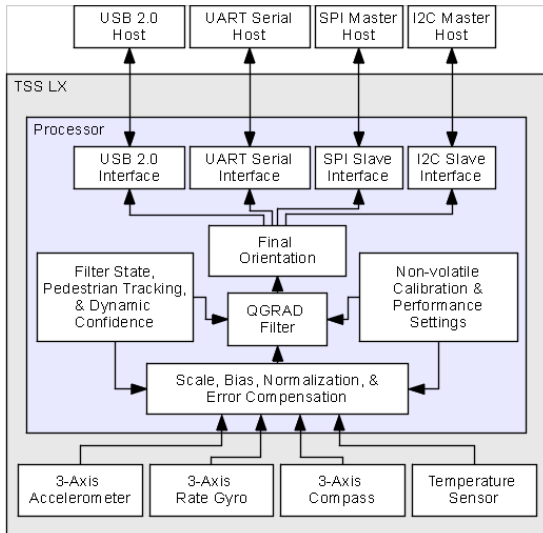 USB 2.0
Host
UART Serial
Host
SPI Master
Host
I2C Master
Host
TSS LX
Processor
USB 2.0
Interface
UART Serial
Interface
SPI Slave
Interface
I2C Slave
Interface
Final
Orientation
Filter State,
Pedestrian Tracking,
& Dynamic
Confidence
QGRAD
Filter
Non-volatile
Calibration &
Performance
Settings
Scale, Bias, Normalization, &
Error Compensation
3-Axis
Accelerometer
3-Axis
Rate Gyro
3-Axis
Compass
Temperature
Sensor